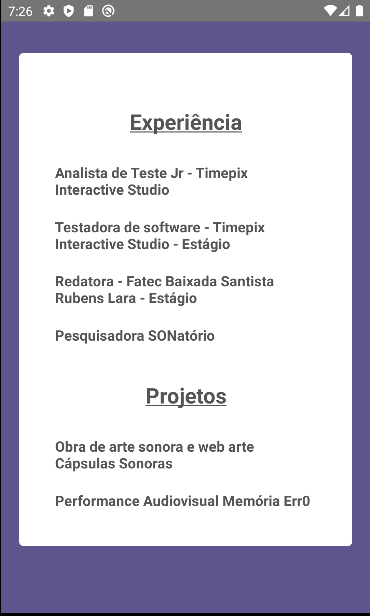 7:26
Experiência
Analista de Teste Jr - Timepix
Interactive Studio
Testadora de software - Timepix
Interactive Studio - Estágio
Redatora - Fatec Baixada Santista
Rubens Lara - Estágio
Pesquisadora SONatório
Projetos
Obra de arte sonora e web arte
Cápsulas Sonoras
Performance Audiovisual Memória Err0